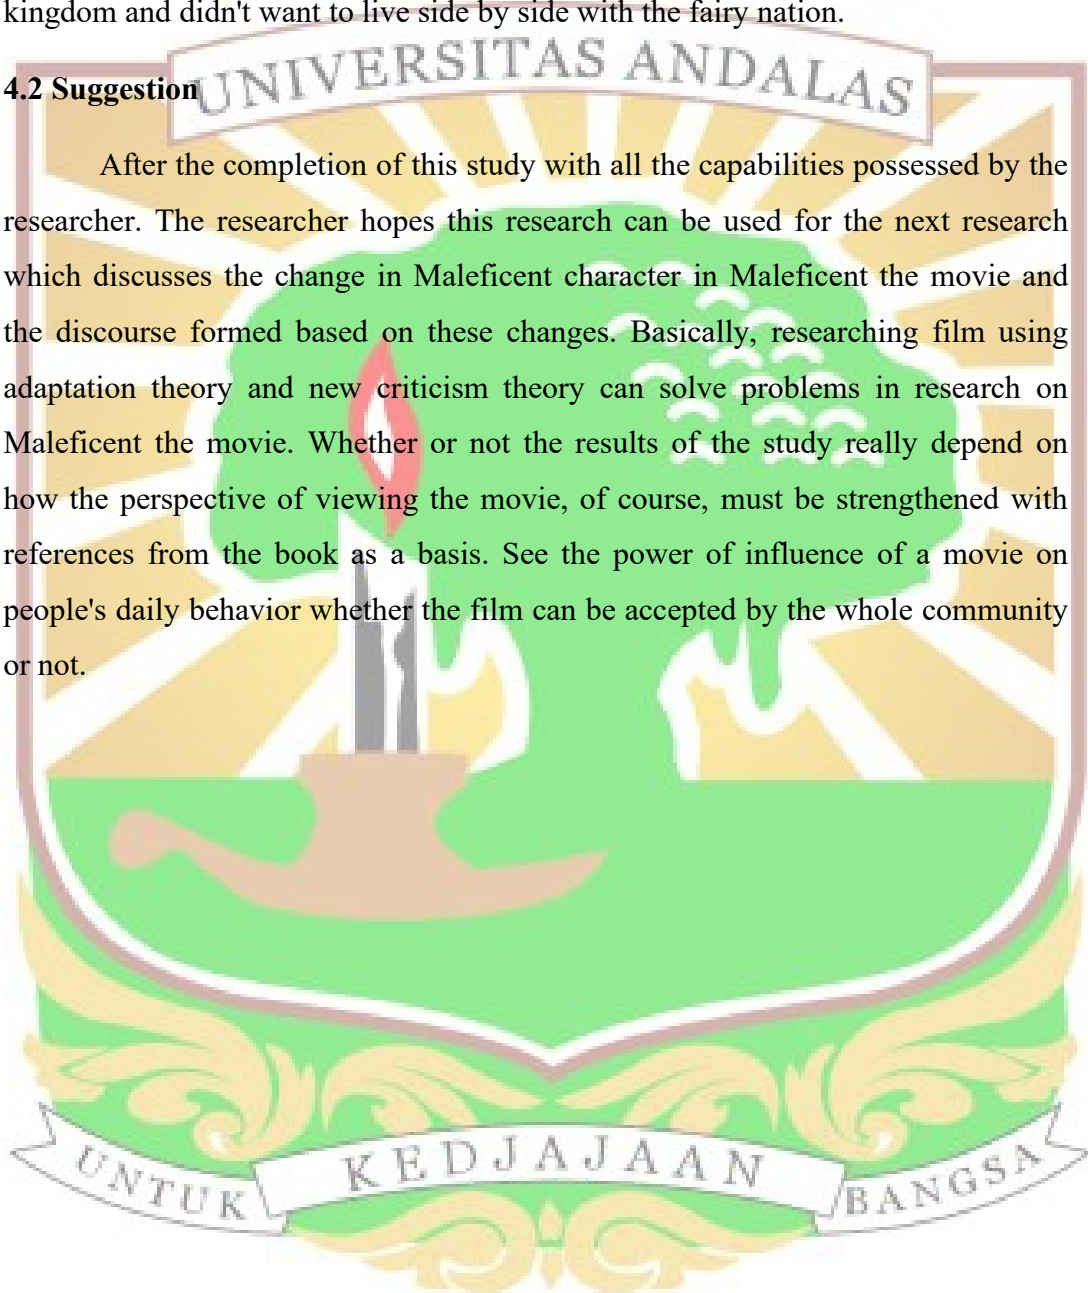 kingdom and didn't want to live side by side with the fairy nation.
UNIVERSITAS ANDALAS
4.2 Suggestion
After the completion of this study with all the capabilities possessed by the
researcher. The researcher hopes this research can be used for the next research
which discusses the change in Maleficent character in Maleficent the movie and
the discourse formed based on these changes. Basically, researching film using
adaptation theory and new criticism theory can solve problems in research on
Maleficent the movie. Whether or not the results of the study really depend on
how the perspective of viewing the movie, of course, must be strengthened with
references from the book as a basis. See the power of influence of a movie on
people's daily behavior whether the film can be accepted by the whole community
or not.
UNTUK KEDJAJAAN BANGSA